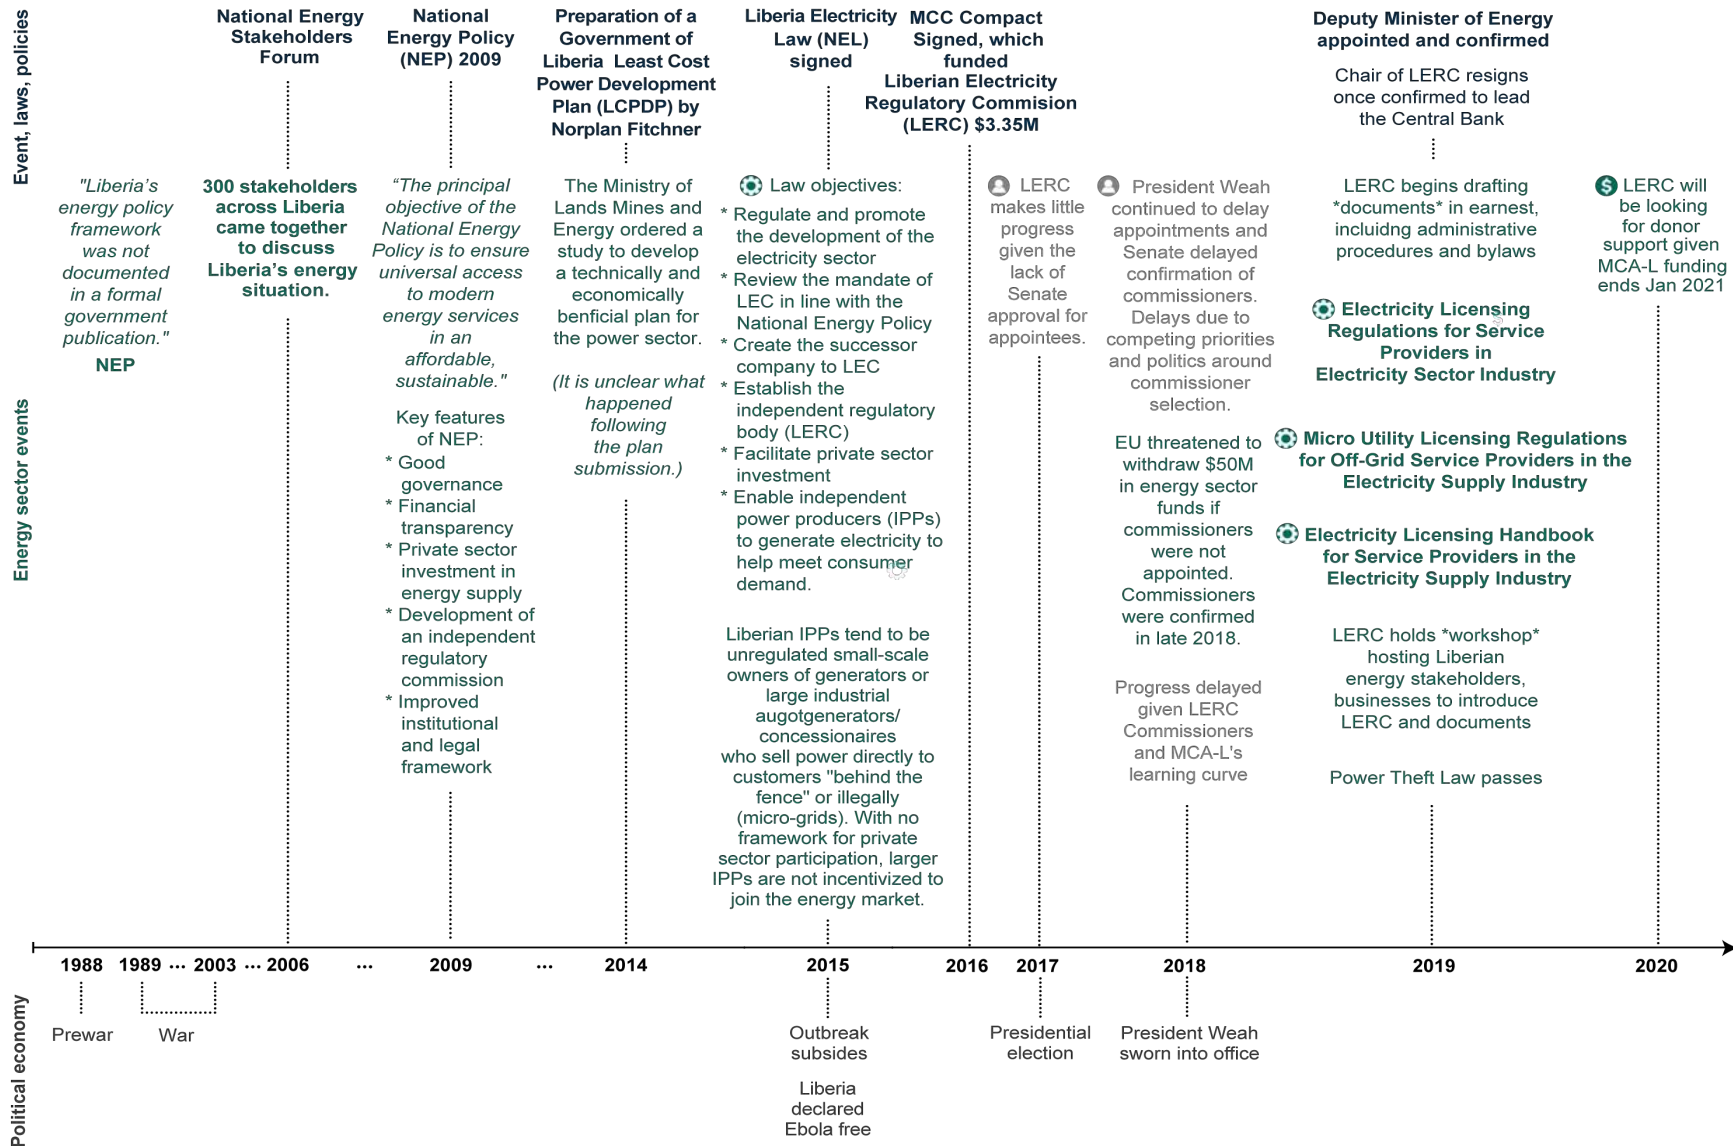 Event, laws, policies
National Energy
Stakeholders
Forum
National
Energy Policy
(NEP) 2009
Preparation of a
Government of
Liberia Least Cost
Power Development
Plan (LCPDP) by
Norplan Fitchner
Liberia Electricity
Law (NEL)
signed
MCC Compact
Signed, which
funded
Liberian Electricity
Regulatory Commision
(LERC) $3.35M
Deputy Minister of Energy
appointed and confirmed
Chair of LERC resigns
once confirmed to lead
the Central Bank
Energy sector events
"Liberia's
energy policy
framework
was not
documented
in a formal
government
publication."
NEP
300 stakeholders
across Liberia
came together
to discuss
Liberia's energy
situation.
“The principal
objective of the
National Energy
Policy is to ensure
universal access
to modern
energy services
in an
affordable,
sustainable."
Key features
of NEP:
* Good
governance
* Financial
transparency
* Private sector
investment in
energy supply
* Development of
an independent
regulatory
commission
* Improved
institutional
and legal
framework
The Ministry of
Lands Mines and
Energy ordered a
study to develop
a technically and
economically
benficial plan for
the power sector.
(It is unclear what
happened
following
the plan
submission.)
Law objectives:
* Regulate and promote
the development of the
electricity sector
* Review the mandate of
LEC in line with the
National Energy Policy
* Create the successor
company to LEC
* Establish the
independent regulatory
body (LERC)
* Facilitate private sector
investment
* Enable independent
power producers (IPPs)
to generate electricity to
help meet consumer
demand.
Liberian IPPs tend to be
unregulated small-scale
owners of generators or
large industrial
augotgenerators/
concessionaires
who sell power directly to
customers "behind the
fence" or illegally
(micro-grids). With no
framework for private
sector participation, larger
IPPs are not incentivized to
join the energy market.
LERC
makes little
progress
given the
lack of
Senate
approval for
appointees.
President Weah
continued to delay
appointments and
Senate delayed
confirmation of
commissioners.
Delays due to
competing priorities
and politics around
commissioner
selection.
EU threatened to
withdraw $50M
in energy sector
funds if
commissioners
were not
appointed.
Commissioners
were confirmed
in late 2018.
Progress delayed
given LERC
Commissioners
and MCA-L's
learning curve
LERC begins drafting
*documents* in earnest,
incluidng administrative
procedures and bylaws
Electricity Licensing
Regulations for Service
Providers in
Electricity Sector Industry
Micro Utility Licensing Regulations
for Off-Grid Service Providers in the
Electricity Supply Industry
Electricity Licensing Handbook
for Service Providers in the
Electricity Supply Industry
LERC holds *workshop*
hosting Liberian
energy stakeholders,
businesses to introduce
LERC and documents
Power Theft Law passes
$ LERC will
be looking
for donor
support given
MCA-L funding
ends Jan 2021
1988 1989 ... 2003 ... 2006 ... 2009 ... 2014 2015 2016 2017 2018 2019 2020
Political economy
Prewar
War
Outbreak
subsides
Liberia
declared
Ebola free
Presidential
election
President Weah
sworn into office